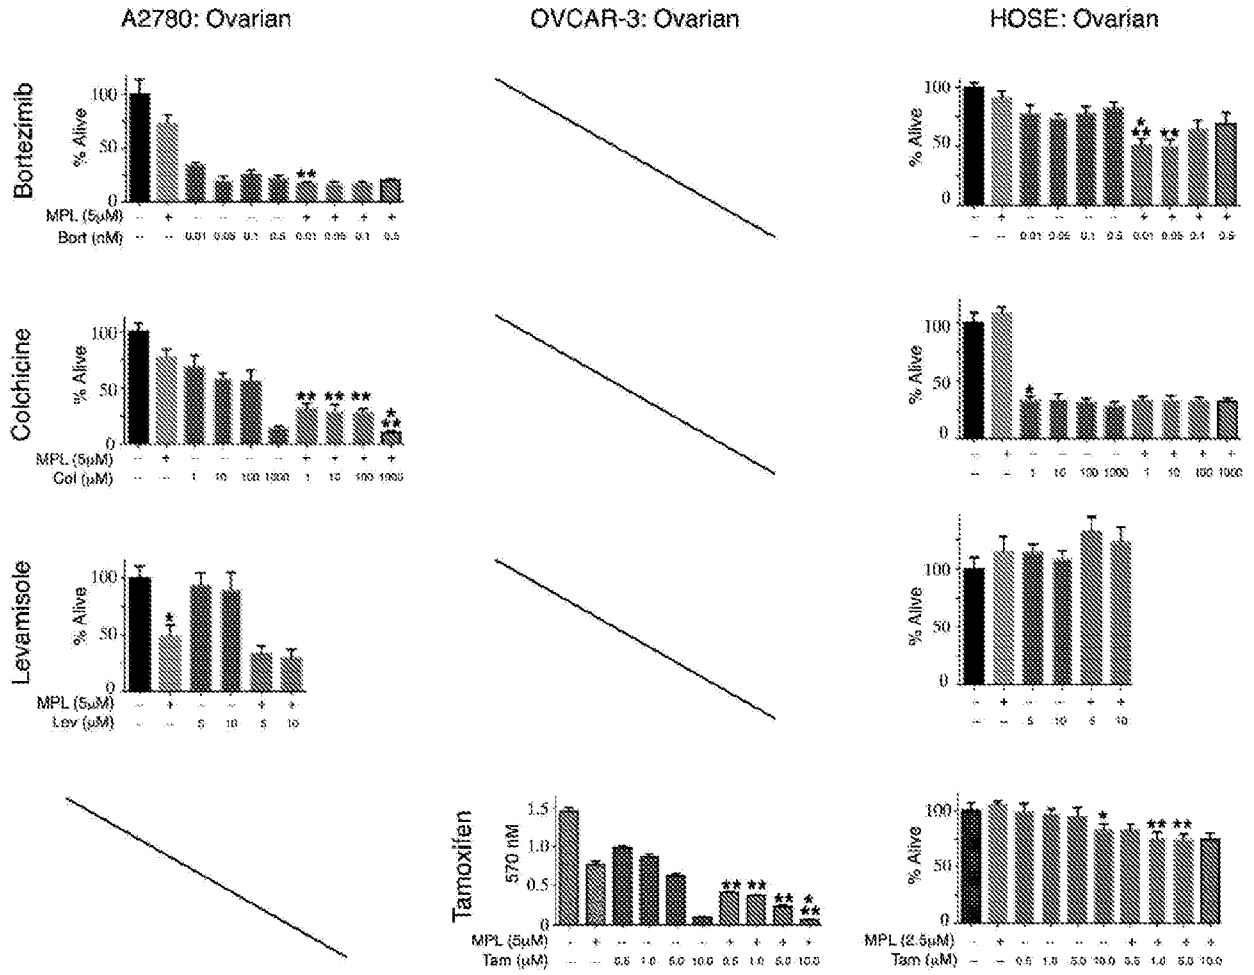 A2780: Ovarian
OVCAR-3: Ovarian
HOSE: Ovarian
Bortezimib
% Alive
100
50
0
** 
MPL (5μM) -- + -- -- -- -- + + + +
Bort (nM) -- -- 0.01 0.05 0.1 0.5 0.01 0.05 0.1 0.5
% Alive
100
50
0
*
** **
-- + -- -- -- -- + + + +
-- -- 0.01 0.05 0.1 0.5 0.01 0.05 0.1 0.5
Colchicine
% Alive
100
50
0
** ** ** *
**
MPL (5μM) -- + -- -- -- -- + + + +
Col (μM) -- -- 1 10 100 1000 1 10 100 1000
% Alive
100
50
0
*
-- + -- -- -- -- + + + +
-- -- 1 10 100 1000 1 10 100 1000
Levamisole
% Alive
100
50
0
*
MPL (5μM) -- + -- -- + +
Lev (μM) -- -- 5 10 5 10
% Alive
100
50
0
-- + -- -- + +
-- -- 5 10 5 10
Tamoxifen
570 nM
1.5
1.0
0.5
0
** ** ** *
**
MPL (5μM) -- + -- -- -- -- + + + +
Tam (μM) -- -- 0.5 1.0 5.0 10.0 0.5 1.0 5.0 10.0
% Alive
100
50
0
* ** **
MPL (2.5μM) -- + -- -- -- -- + + + +
Tam (μM) -- -- 0.5 1.0 5.0 10.0 0.5 1.0 5.0 10.0